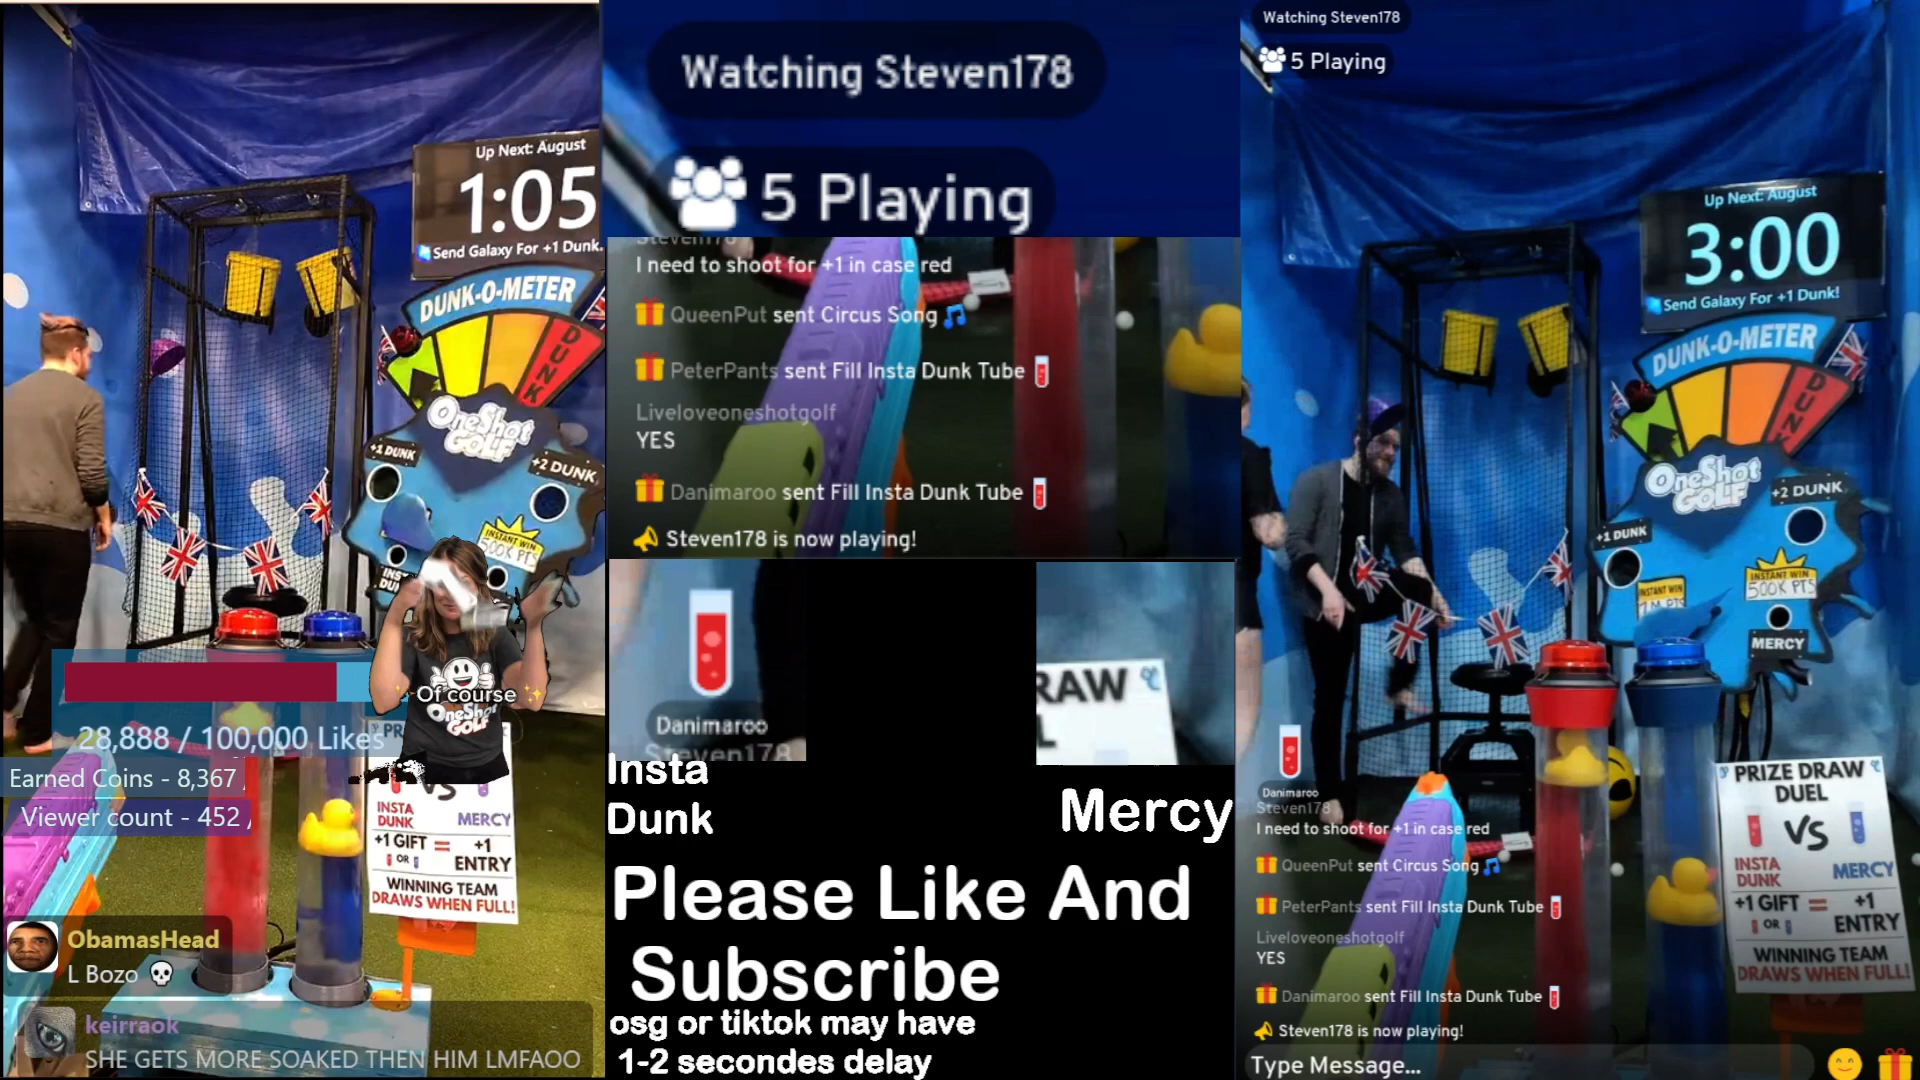 Up Next: August
1:05
Send Galaxy For +1 Dunk.
DUNK-O-METER
DUNK
OneShot
GOLF
+1 DUNK
+2 DUNK
INSTANT WIN
500K PTS
✨ Of course ✨
OneShot
GOLF
28,888 / 100,000 Likes
Earned Coins - 8,367 /
Viewer count - 452 /
VS
INSTA
DUNK
MERCY
+1 GIFT = +1
OR
ENTRY
WINNING TEAM
DRAWS WHEN FULL!
ObamasHead
L Bozo 💀
keirraok
SHE GETS MORE SOAKED THEN HIM LMFAOO
Watching Steven178
5 Playing
Steven178
I need to shoot for +1 in case red
QueenPut sent Circus Song 🎵
PeterPants sent Fill Insta Dunk Tube
Liveloveoneshotgolf
YES
Danimaroo sent Fill Insta Dunk Tube
Steven178 is now playing!
Danimaroo
Steven178
RAW
Insta
Dunk
Mercy
Please Like And
Subscribe
osg or tiktok may have
1-2 secondes delay
Watching Steven178
5 Playing
Up Next: August
3:00
Send Galaxy For +1 Dunk!
DUNK-O-METER
DUNK
OneShot
GOLF
+1 DUNK
+2 DUNK
INSTANT WIN
INSTANT WIN
500K PTS
MERCY
PRIZE DRAW
DUEL
VS
INSTA
DUNK
MERCY
+1 GIFT = +1
OR
ENTRY
WINNING TEAM
DRAWS WHEN FULL!
Danimaroo
Steven178
I need to shoot for +1 in case red
QueenPut sent Circus Song 🎵
PeterPants sent Fill Insta Dunk Tube
Liveloveoneshotgolf
YES
Danimaroo sent Fill Insta Dunk Tube
Steven178 is now playing!
Type Message...